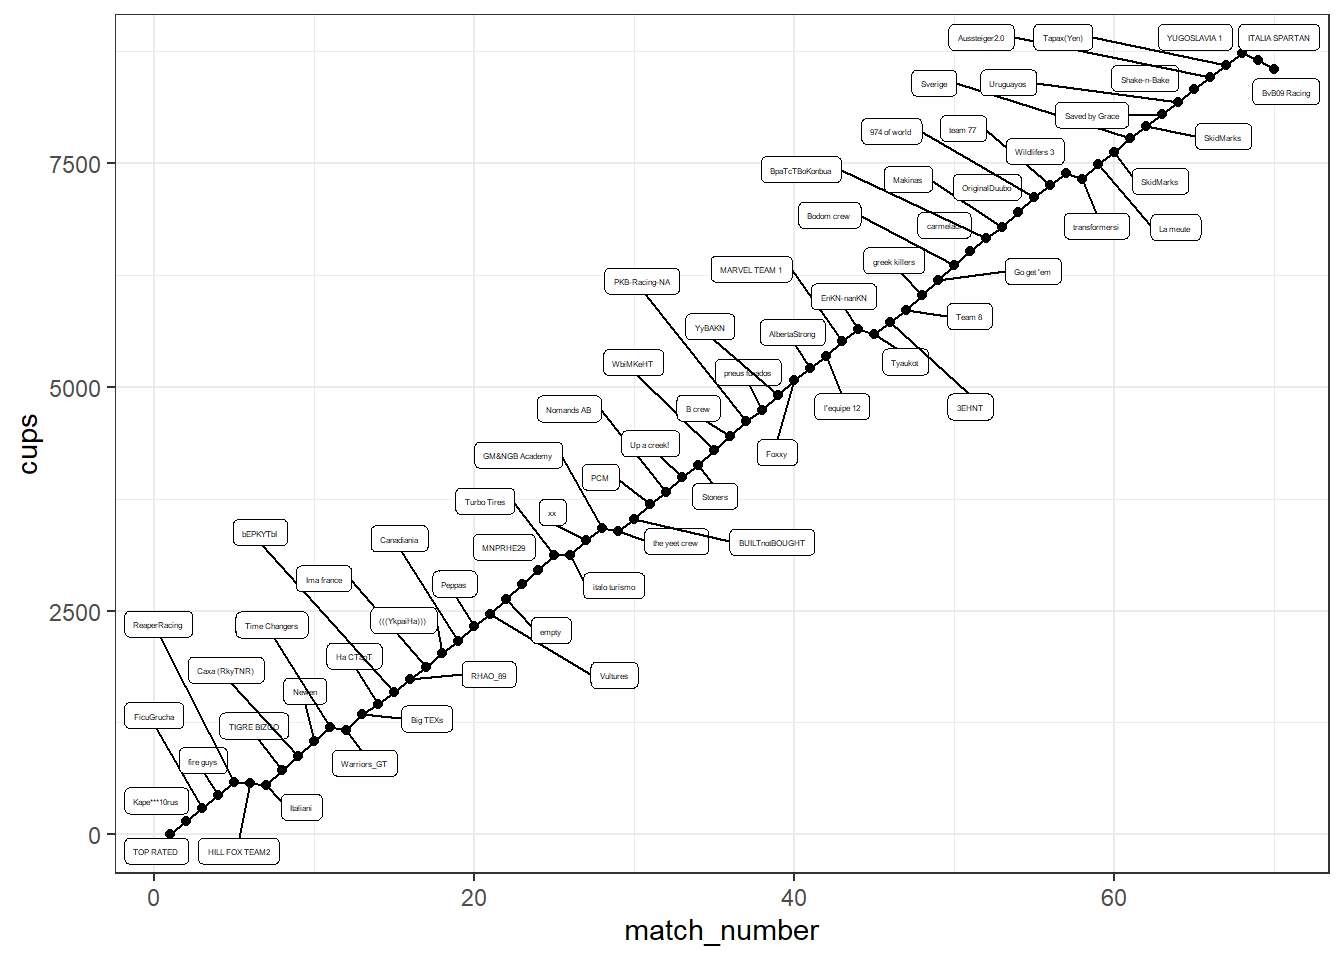 Aussteiger2.0
Tapax(Yen)
YUGOSLAVIA 1
ITALIA SPARTAN
Sverige
Uruguayos
Shake-n-Bake
BvB09 Racing
Saved by Grace
974 of world
team 77
SkidMarks
7500
Wildlifers 3
BpaTcTBoKonbua
Makinas
OriginalDuubo
SkidMarks
Bodom crew
carmelaci
transformersi
La meute
MARVEL TEAM 1
greek killers
Go get 'em
PKB-Racing-NA
EnKN-nanKN
Team 8
YyBAKN
AlbertaStrong
WbiMKeHT
Tyaukot
pneus furados
5000
Nomands AB
B crew
l'equipe 12
3EHNT
Up a creek!
GM&NGB Academy
Foxxy
PCM
Stoners
Turbo Tires
xx
bEPKYTbI
Canadiania
MNPRHE29
the yeet crew
BUILTnotBOUGHT
Ima france
Peppas
italo turismo
2500
ReaperRacing
Time Changers
(((YkpaiHa)))
empty
Caxa (RkyTNR)
Ha CTapT
RHAO_89
Vultures
Newen
FicuGrucha
TIGRE BIZCO
Big TEXs
fire guys
Warriors_GT
Kape***10rus
Italiani
0
TOP RATED
HILL FOX TEAM2
0
20
40
60
match_number
cups